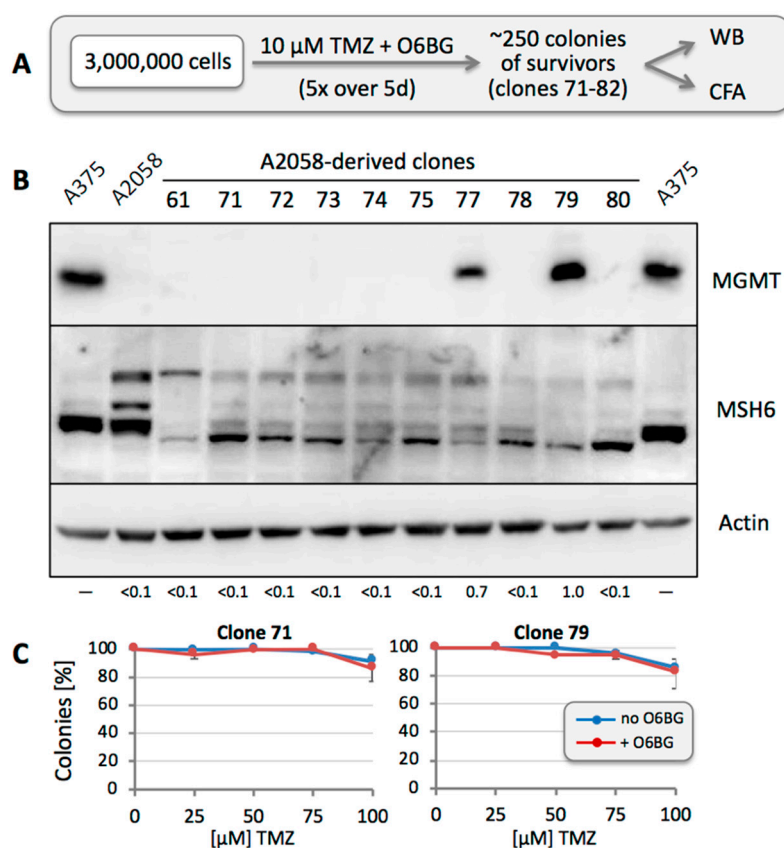 A
3,000,000 cells
10 µM TMZ + O6BG
(5x over 5d)
~250 colonies
of survivors
(clones 71-82)
WB
CFA
B
A2058-derived clones
A375 A2058 61 71 72 73 74 75 77 78 79 80 A375
MGMT
MSH6
Actin
— <0.1 <0.1 <0.1 <0.1 <0.1 <0.1 <0.1 0.7 <0.1 1.0 <0.1 —
C
Clone 71
Colonies [%]
100
80
60
40
20
0
0 25 50 75 100
[µM] TMZ
Clone 79
100
80
60
40
20
0
no O6BG
+ O6BG
0 25 50 75 100
[µM] TMZ